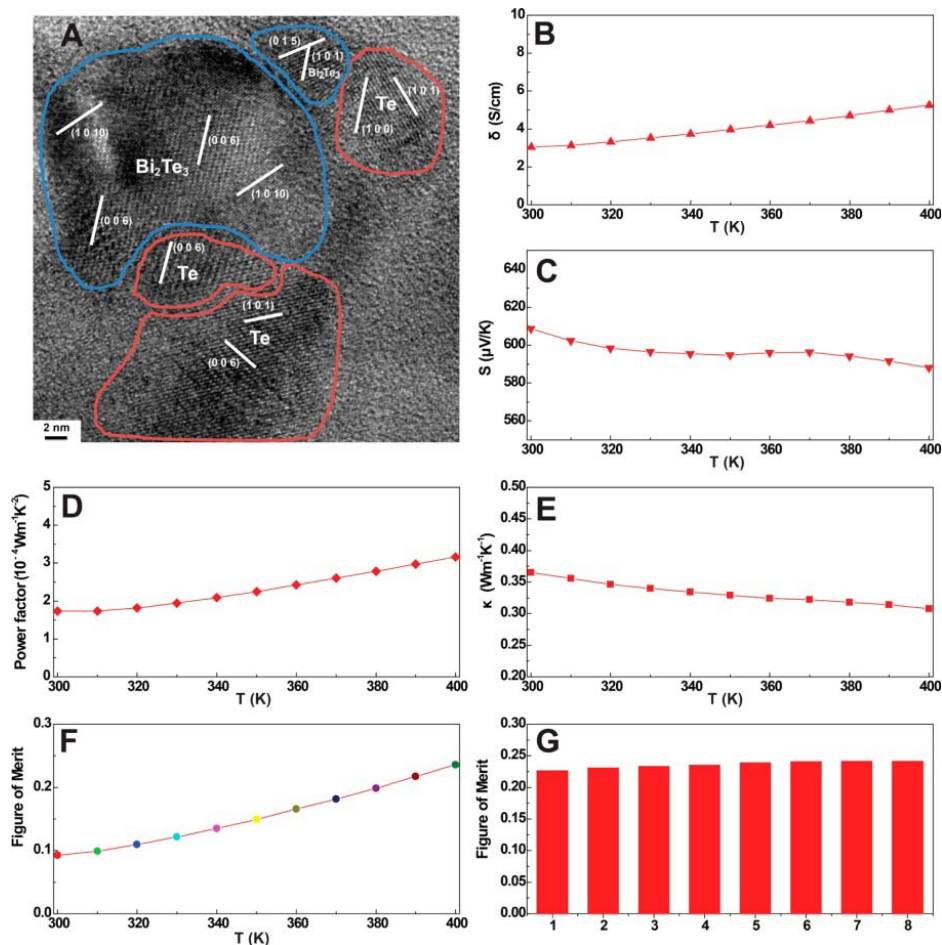 A
(0 1 5)
(1 0 1)
Bi₂Te₃
Te
(1 0 1)
(1 0 0)
(1 0 10)
(0 0 6)
Bi₂Te₃
(1 0 10)
(0 0 6)
(0 0 6)
Te
(1 0 1)
Te
(0 0 6)
2 nm
B
δ (S/cm)
10
8
6
4
2
0
300 320 340 360 380 400
T (K)
C
S (μV/K)
640
620
600
580
560
300 320 340 360 380 400
T (K)
D
Power factor (10⁻⁴Wm⁻¹K⁻²)
5
4
3
2
1
0
300 320 340 360 380 400
T (K)
E
κ (Wm⁻¹K⁻¹)
0.50
0.45
0.40
0.35
0.30
0.25
0.20
300 320 340 360 380 400
T (K)
F
Figure of Merit
0.3
0.2
0.1
0.0
300 320 340 360 380 400
T (K)
G
Figure of Merit
0.30
0.25
0.20
0.15
0.10
0.05
0.00
1 2 3 4 5 6 7 8